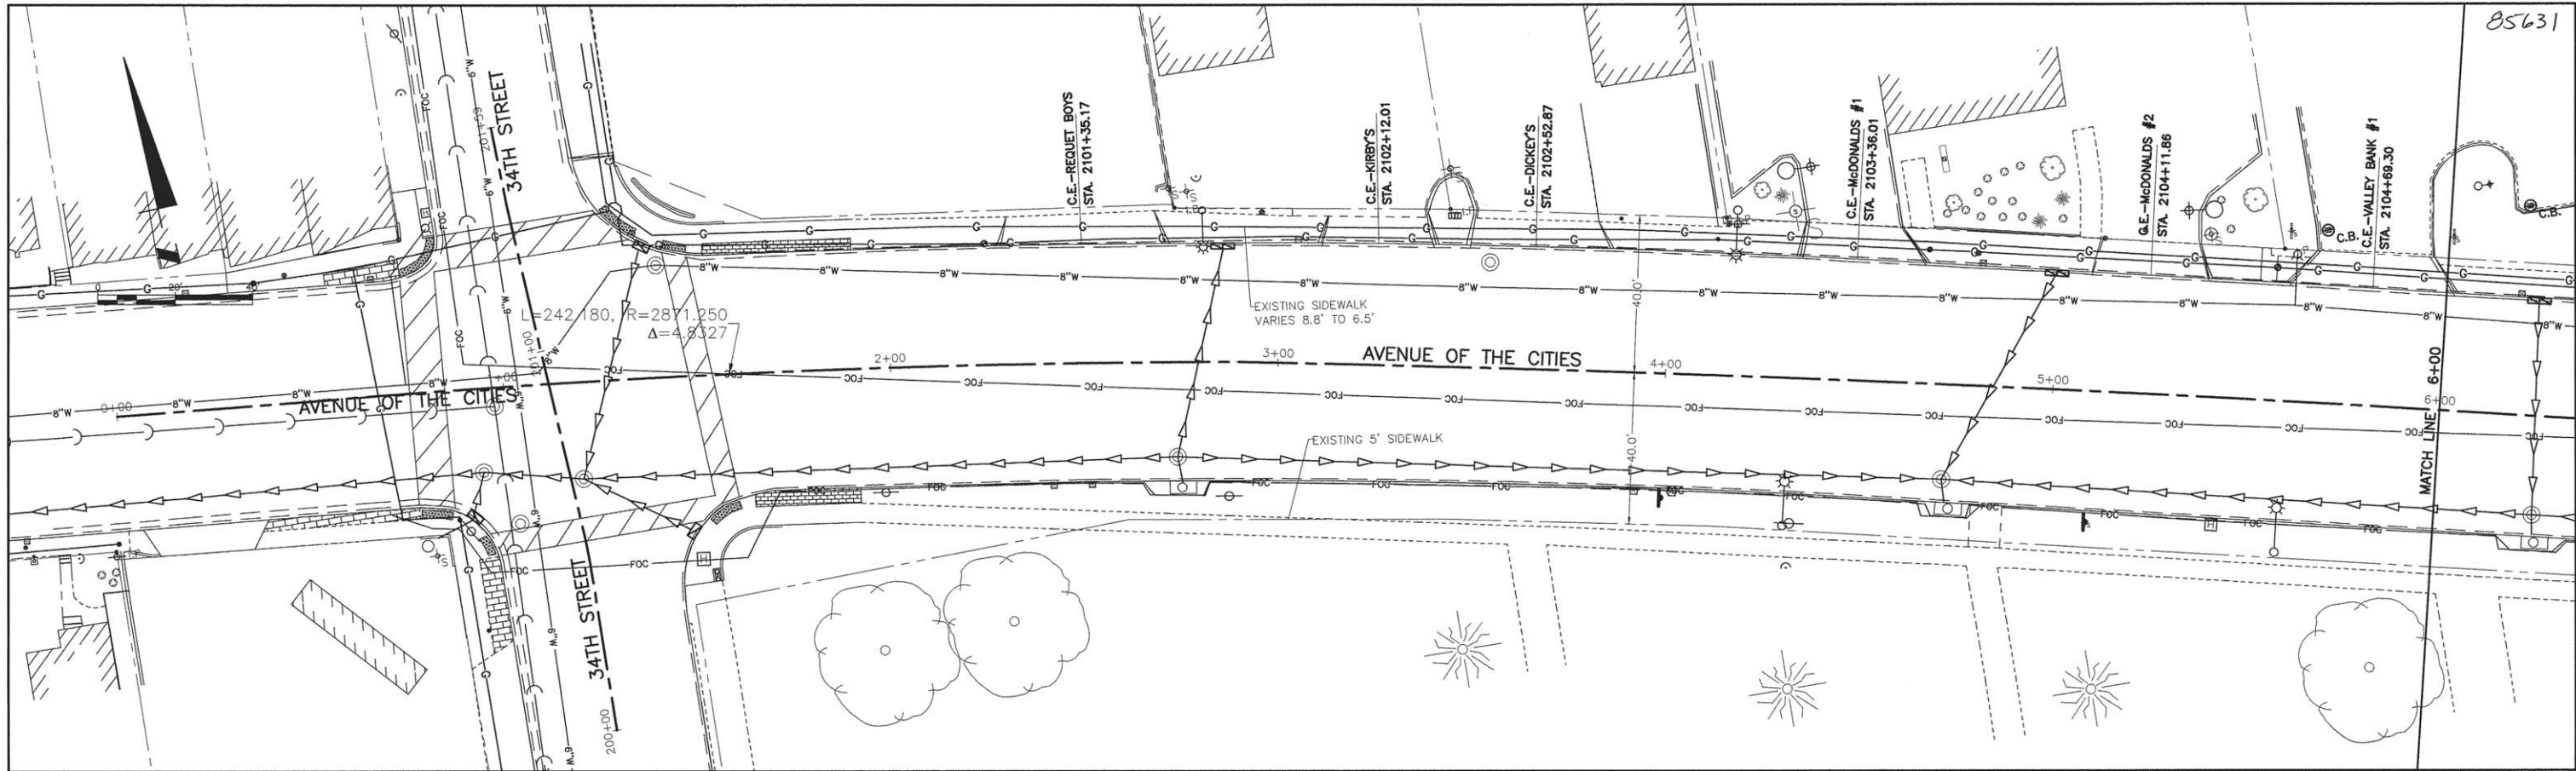 85631
34TH STREET
201+59
C.E.-REQUET BOYS
STA. 2101+35.17
C.E.-KIRBY'S
STA. 2102+12.01
C.E.-DICKEY'S
STA. 2102+52.87
C.E.-McDONALDS #1
STA. 2103+36.01
C.E.-McDONALDS #2
STA. 2104+11.86
C.E.-VALLEY BANK #1
STA. 2104+69.30
C.B.
C.B.
0 20' 40'
L=242.180, R=2871.250
Δ=4.8327
EXISTING SIDEWALK
VARIES 8.8' TO 6.5'
40.0'
0+00
AVENUE OF THE CITIES
201+00
2+00
3+00
AVENUE OF THE CITIES
4+00
5+00
6+00
MATCH LINE 6+00
EXISTING 5' SIDEWALK
40.0'
34TH STREET
200+00
G
FOC
6"W
8"W